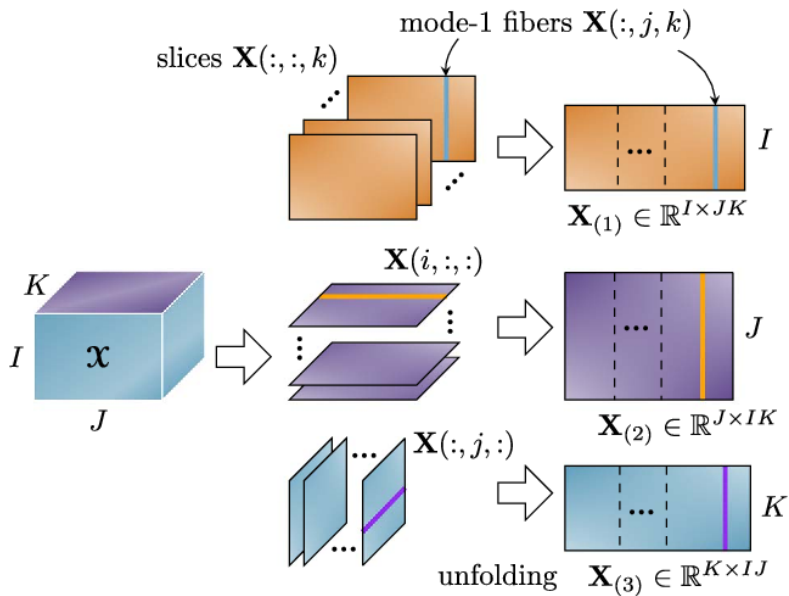 mode-1 fibers X(:, j, k)
slices X(:, :, k)
...
...
...
I
X₍₁₎ ∈ ℝ^{I×JK}
X(i, :, :)
K
I
X
J
...
...
...
J
X₍₂₎ ∈ ℝ^{J×IK}
X(:, j, :)
...
...
...
K
unfolding
X₍₃₎ ∈ ℝ^{K×IJ}